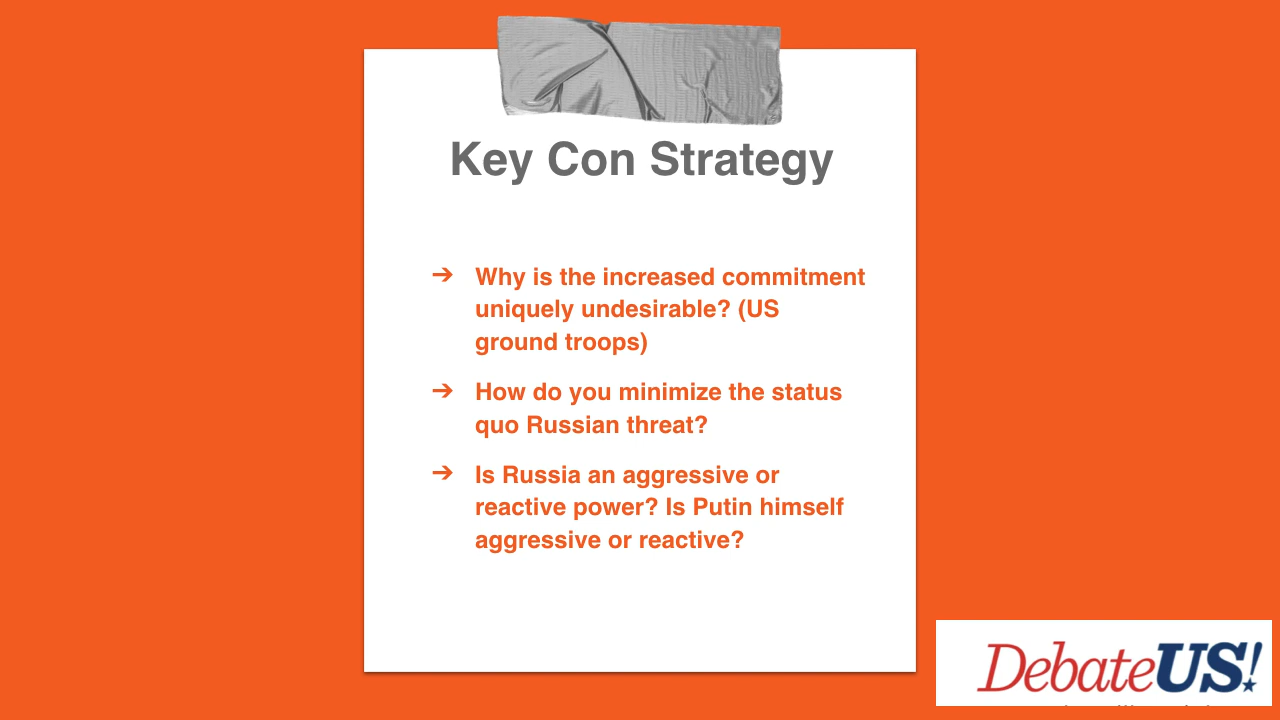 Key Con Strategy
➔ Why is the increased commitment
uniquely undesirable? (US
ground troops)
➔ How do you minimize the status
quo Russian threat?
➔ Is Russia an aggressive or
reactive power? Is Putin himself
aggressive or reactive?
DebateUS!